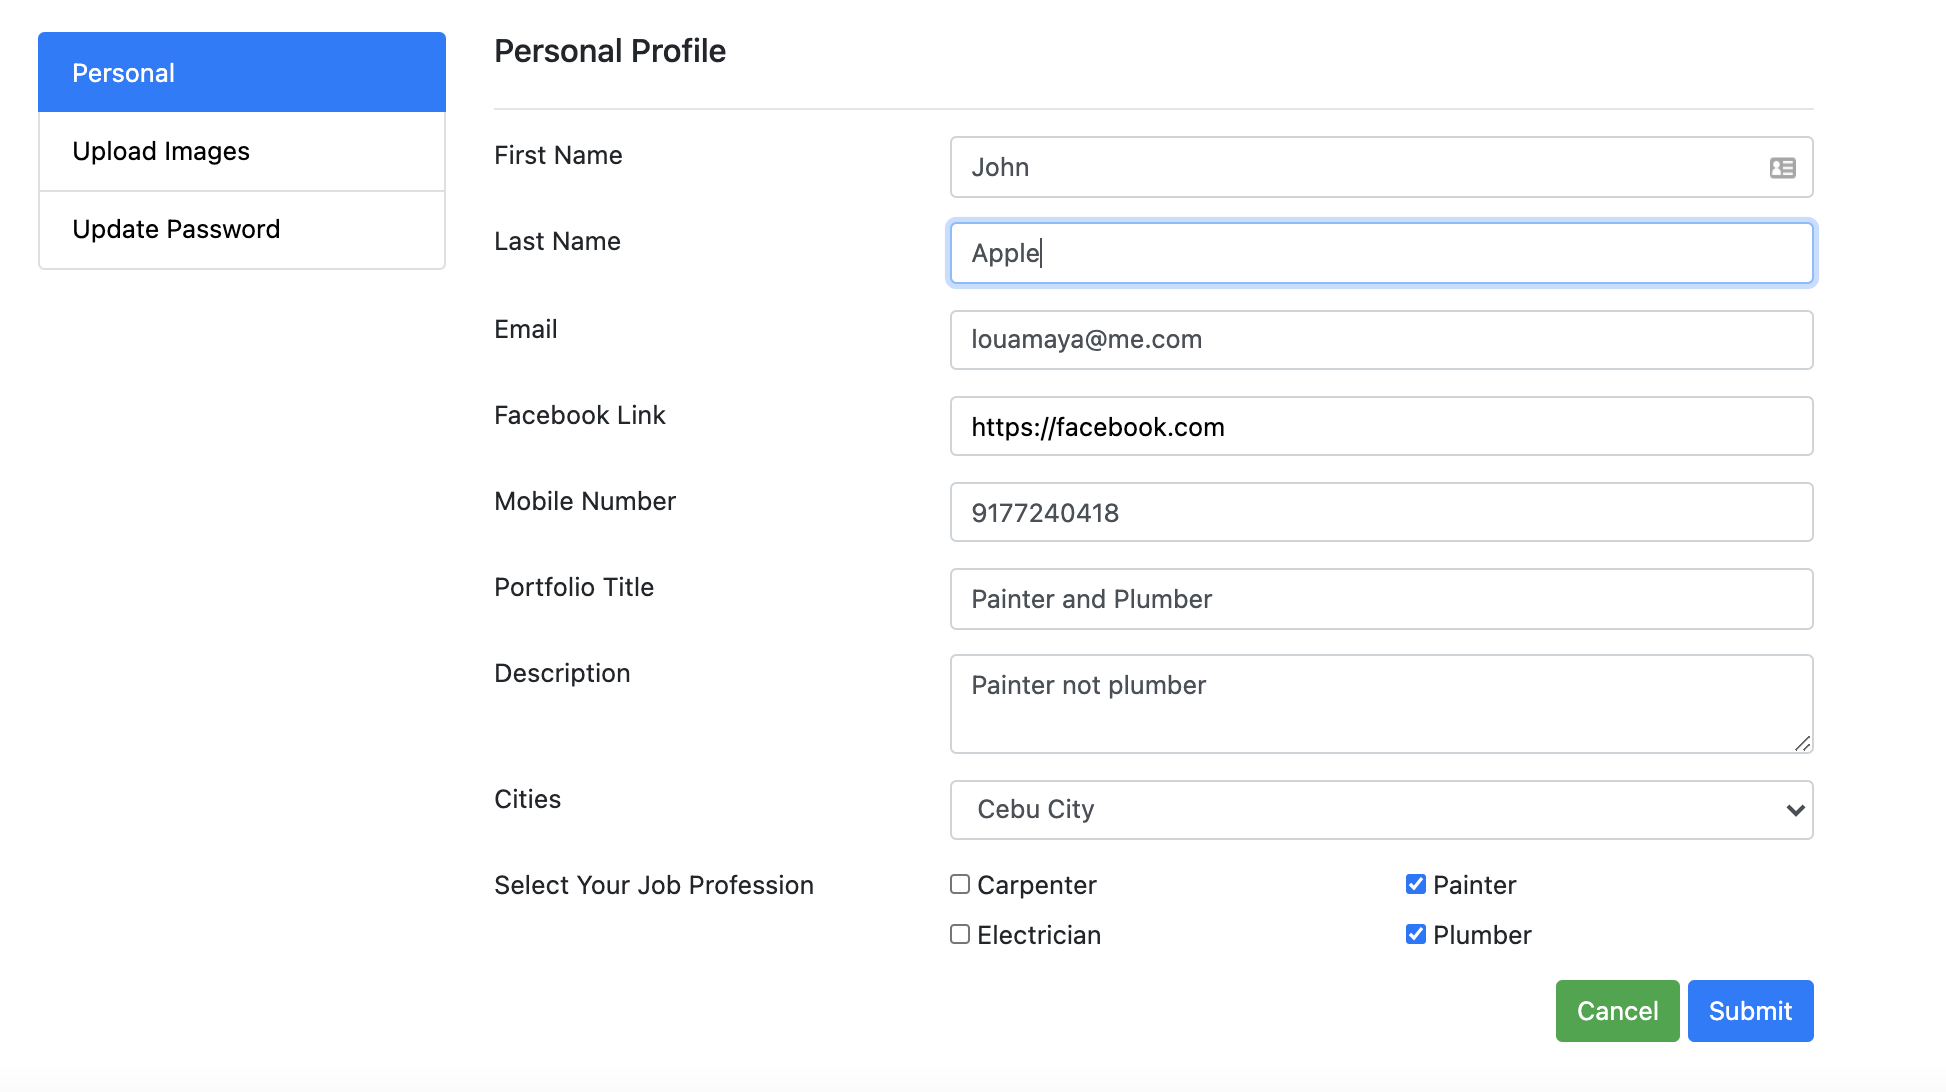 Personal
Upload Images
Update Password
Personal Profile
First Name
John
Last Name
Apple
Email
louamaya@me.com
Facebook Link
https://facebook.com
Mobile Number
9177240418
Portfolio Title
Painter and Plumber
Description
Painter not plumber
Cities
Cebu City
Select Your Job Profession
Carpenter
Painter
Electrician
Plumber
Cancel
Submit